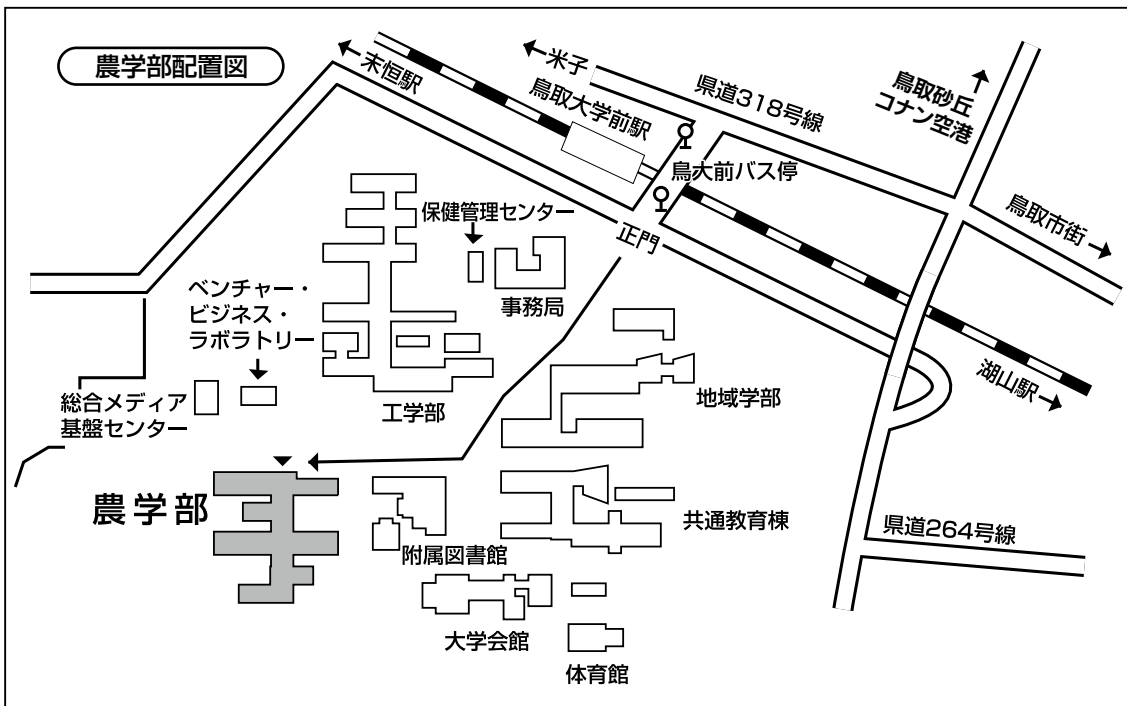 農学部配置図
末恒駅
米子
鳥取大学前駅
県道318号線
鳥取砂丘
コナン空港
鳥大前バス停
鳥取市街
保健管理センター
正門
事務局
ベンチャー・
ビジネス・
ラボラトリー
湖山駅
総合メディア
基盤センター
工学部
地域学部
農学部
共通教育棟
県道264号線
附属図書館
大学会館
体育館